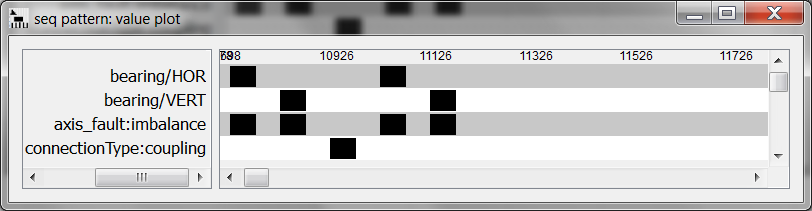 seq pattern: value plot
10926 11126 11326 11526 11726
bearing/HOR
bearing/VERT
axis_fault:imbalance
connectionType:coupling